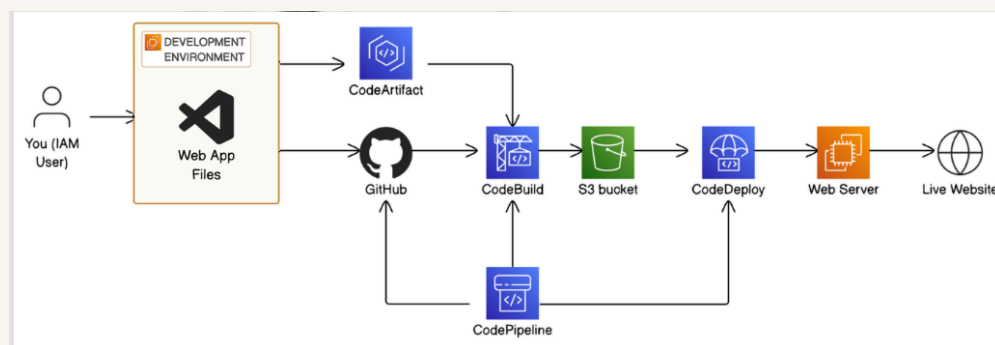 DEVELOPMENT
ENVIRONMENT
CodeArtifact
You (IAM
User)
Web App
Files
GitHub
CodeBuild
S3 bucket
CodeDeploy
Web Server
Live Website
CodePipeline